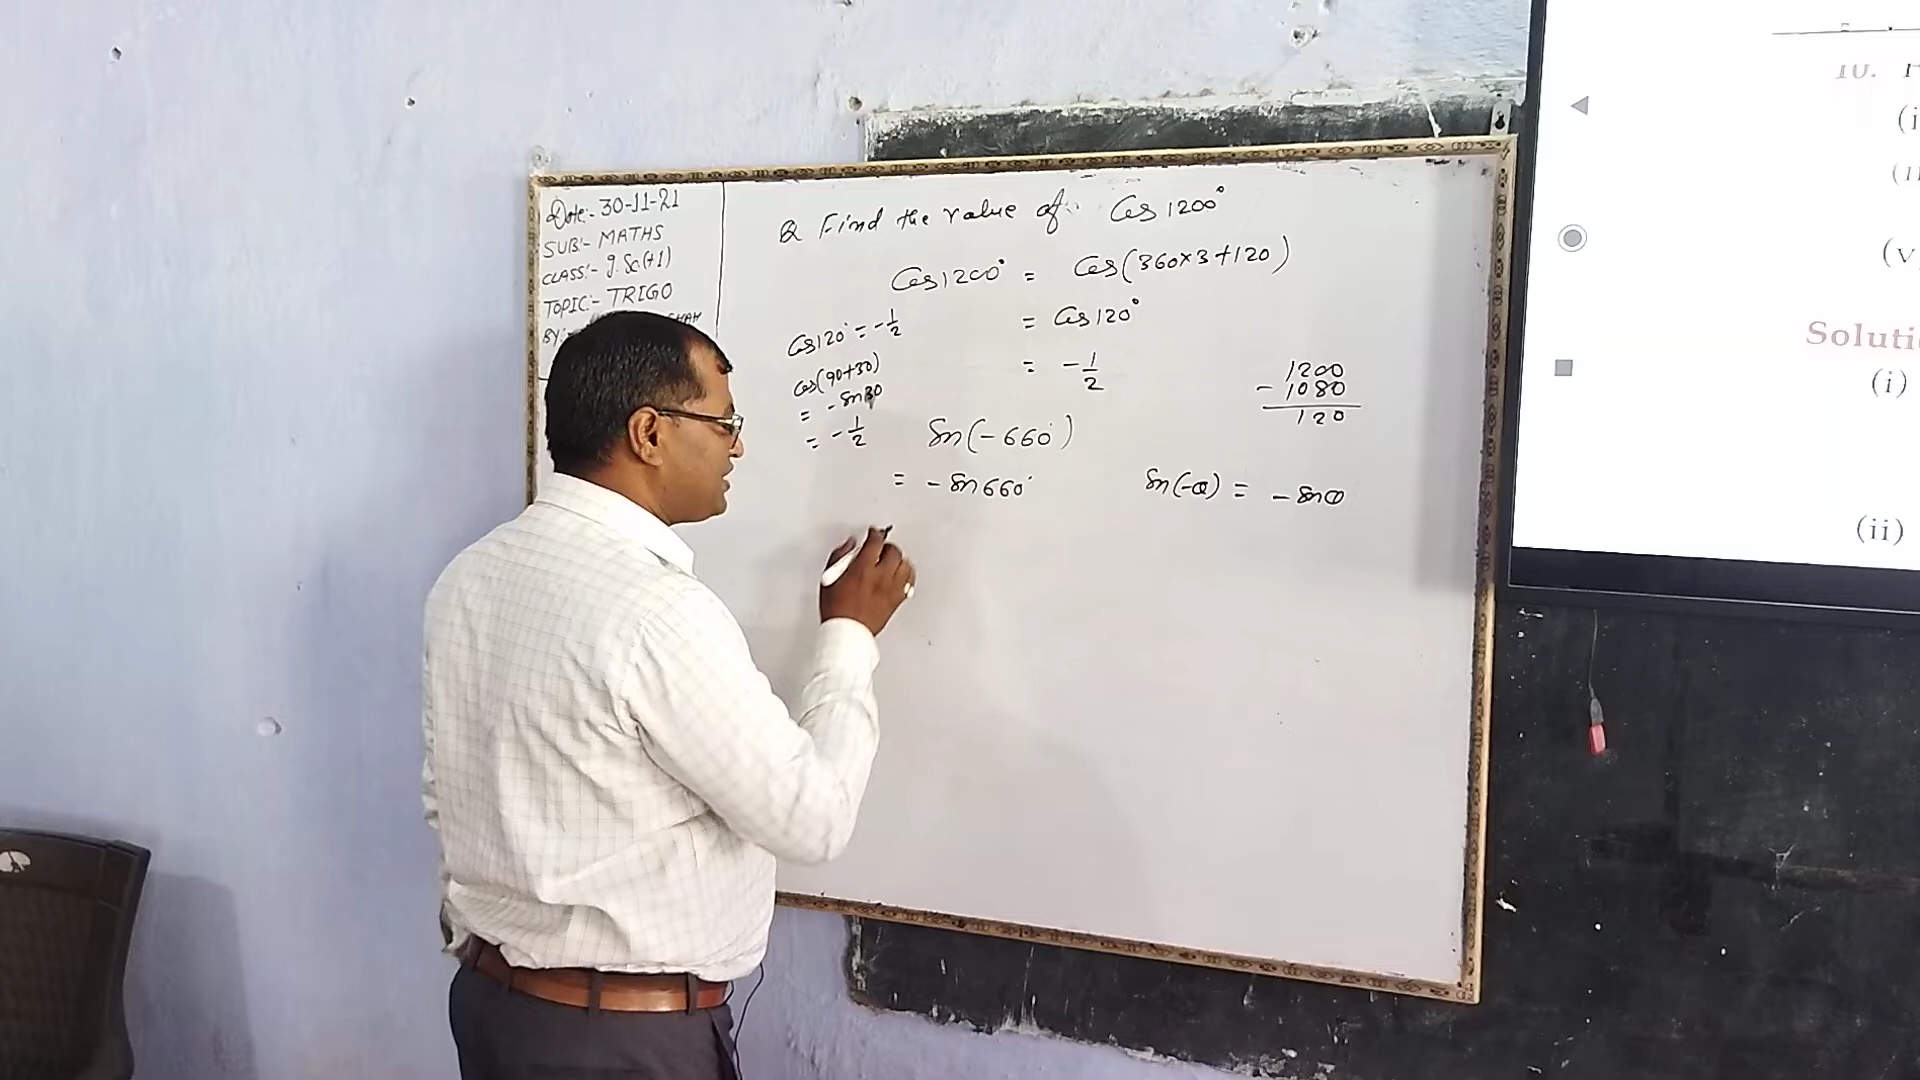 Date:- 30-11-21
SUB:- MATHS
CLASS:- J.Sc.(+1)
TOPIC:- TRIGO
BY:-
Q Find the value of:- Cos 1200°
Cos 1200° = Cos(360×3+120)
= Cos 120°
= -1/2
Cos 120° = -1/2
Cos(90+30)
= -Sin 30
= -1/2
1200
- 1080
120
Sin(-660°)
= - Sin 660°
Sin(-θ) = - Sin θ
10.
(i
(v
Soluti
(i)
(ii)